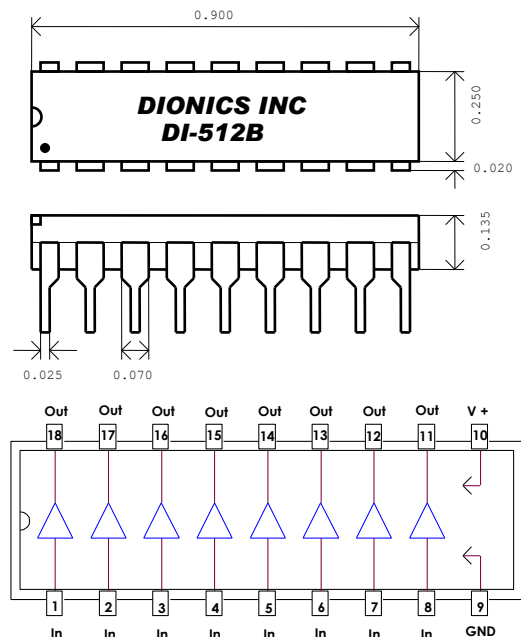 0.900
DIONICS INC
DI-512B
0.250
0.020
0.135
0.025
0.070
Out Out Out Out Out Out Out Out V +
18 17 16 15 14 13 12 11 10
1 2 3 4 5 6 7 8 9
In In In In In In In In GND